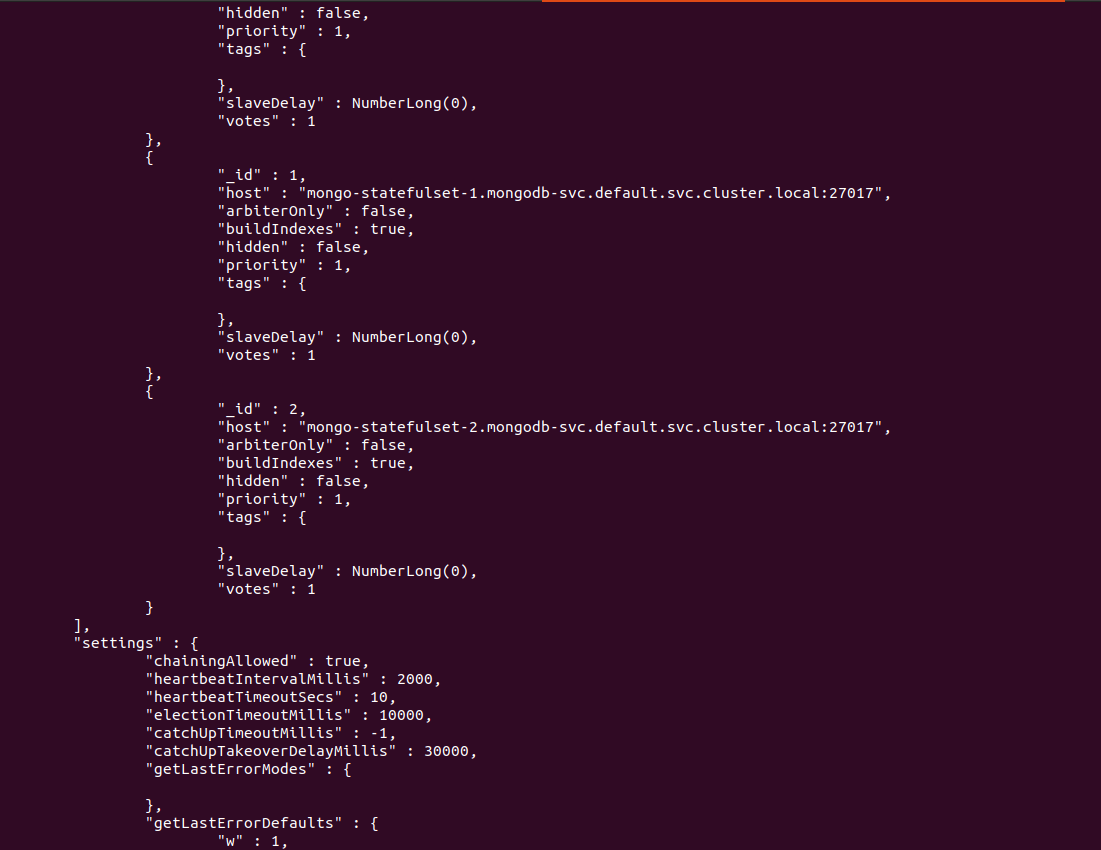 "hidden" : false,
"priority" : 1,
"tags" : {
},
"slaveDelay" : NumberLong(0),
"votes" : 1
},
{
"_id" : 1,
"host" : "mongo-statefulset-1.mongodb-svc.default.svc.cluster.local:27017",
"arbiterOnly" : false,
"buildIndexes" : true,
"hidden" : false,
"priority" : 1,
"tags" : {
},
"slaveDelay" : NumberLong(0),
"votes" : 1
},
{
"_id" : 2,
"host" : "mongo-statefulset-2.mongodb-svc.default.svc.cluster.local:27017",
"arbiterOnly" : false,
"buildIndexes" : true,
"hidden" : false,
"priority" : 1,
"tags" : {
},
"slaveDelay" : NumberLong(0),
"votes" : 1
}
],
"settings" : {
"chainingAllowed" : true,
"heartbeatIntervalMillis" : 2000,
"heartbeatTimeoutSecs" : 10,
"electionTimeoutMillis" : 10000,
"catchUpTimeoutMillis" : -1,
"catchUpTakeoverDelayMillis" : 30000,
"getLastErrorModes" : {
},
"getLastErrorDefaults" : {
"w" : 1,